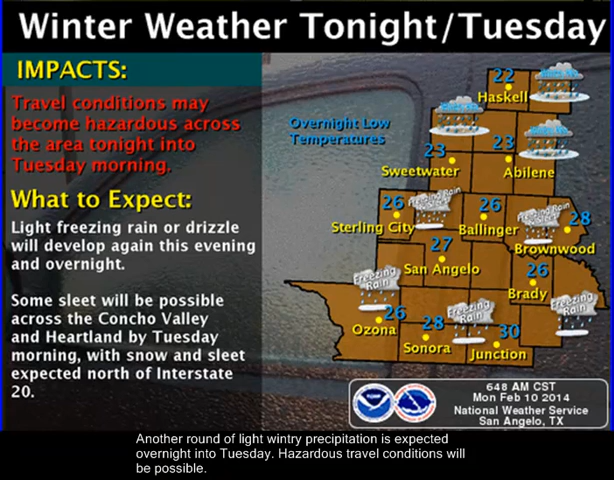 Winter Weather Tonight/Tuesday
IMPACTS:
Travel conditions may
become hazardous across
the area tonight into
Tuesday morning.
What to Expect:
Light freezing rain or drizzle
will develop again this evening
and overnight.
Some sleet will be possible
across the Concho Valley
and Heartland by Tuesday
morning, with snow and sleet
expected north of Interstate
20.
Overnight Low
Temperatures
22
Haskell
23
Sweetwater
23
Abilene
26
Sterling City
Freezing Rain
26
Ballinger
Freezing Rain
28
Brownwood
27
San Angelo
26
Brady
Freezing
Rain
26
Ozona
28
Sonora
Freezing
Rain
30
Junction
Freezing
Rain
648 AM CST
Mon Feb 10 2014
National Weather Service
San Angelo, TX
NOAA
Another round of light wintry precipitation is expected
overnight into Tuesday. Hazardous travel conditions will
be possible.